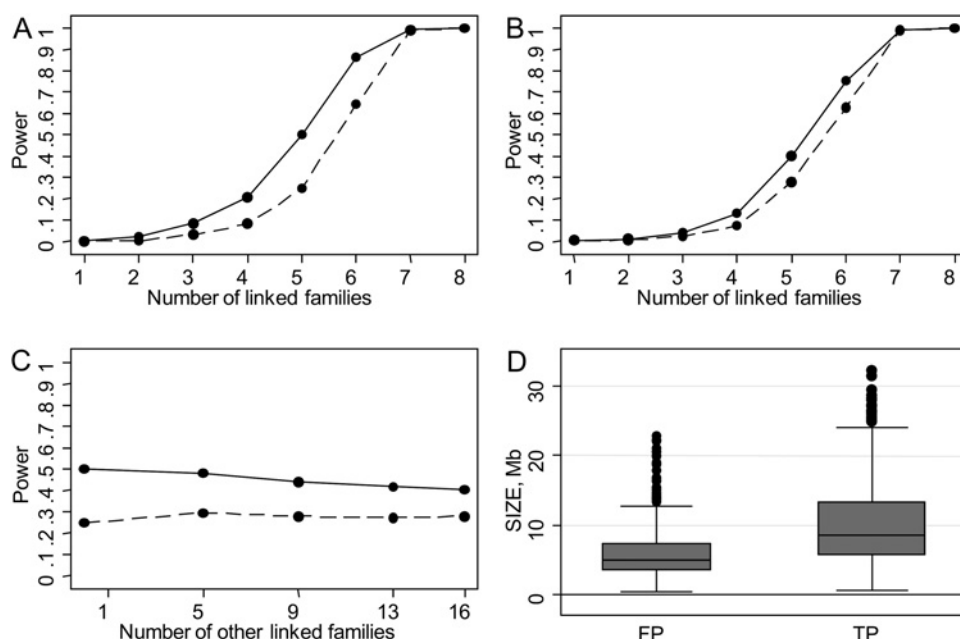 A
Power
0 .1 .2 .3 .4 .5 .6 .7 .8 .9 1
1 2 3 4 5 6 7 8
Number of linked families
B
Power
0 .1 .2 .3 .4 .5 .6 .7 .8 .9 1
1 2 3 4 5 6 7 8
Number of linked families
C
Power
0 .1 .2 .3 .4 .5 .6 .7 .8 .9 1
1 5 9 13 16
Number of other linked families
D
SIZE, Mb
30
20
10
0
FP TP